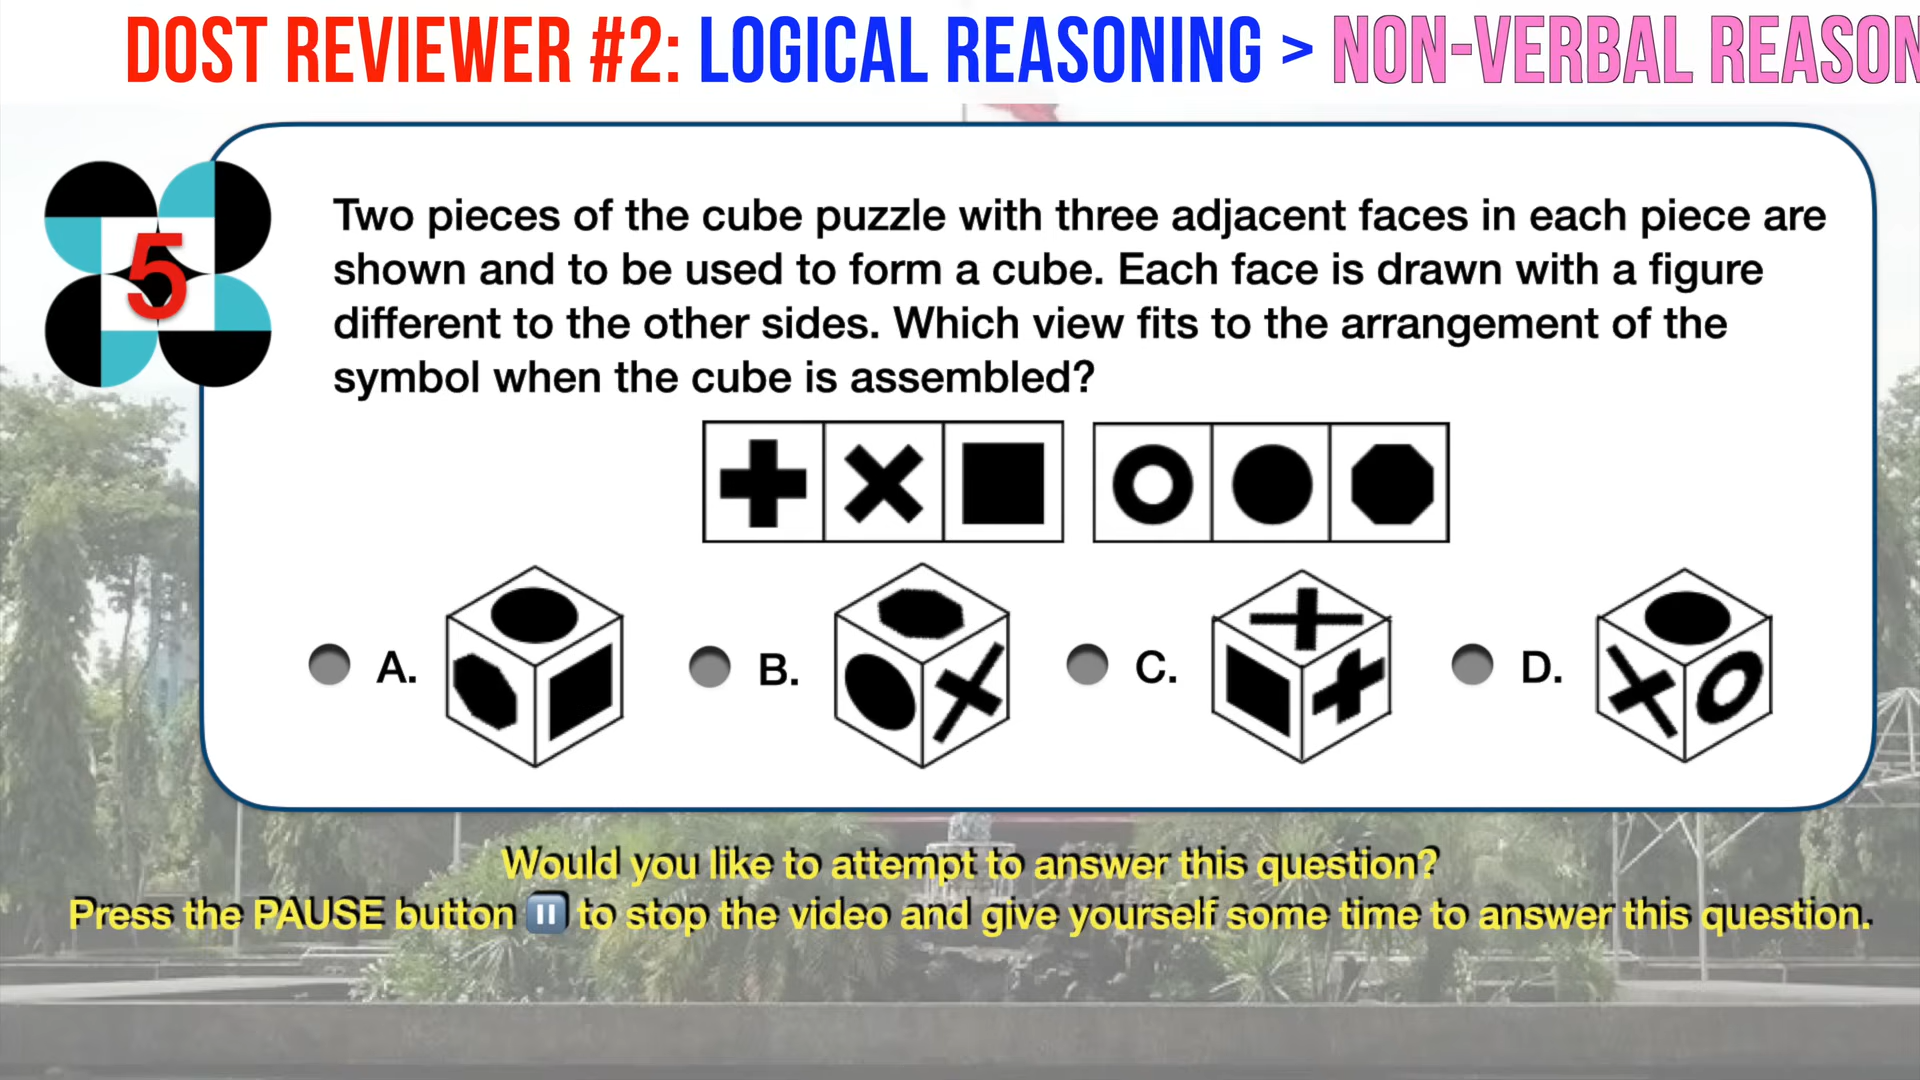 DOST REVIEWER #2: LOGICAL REASONING > NON-VERBAL REASON
5
Two pieces of the cube puzzle with three adjacent faces in each piece are
shown and to be used to form a cube. Each face is drawn with a figure
different to the other sides. Which view fits to the arrangement of the
symbol when the cube is assembled?
A. B. C. D.
Would you like to attempt to answer this question?
Press the PAUSE button ⏸ to stop the video and give yourself some time to answer this question.